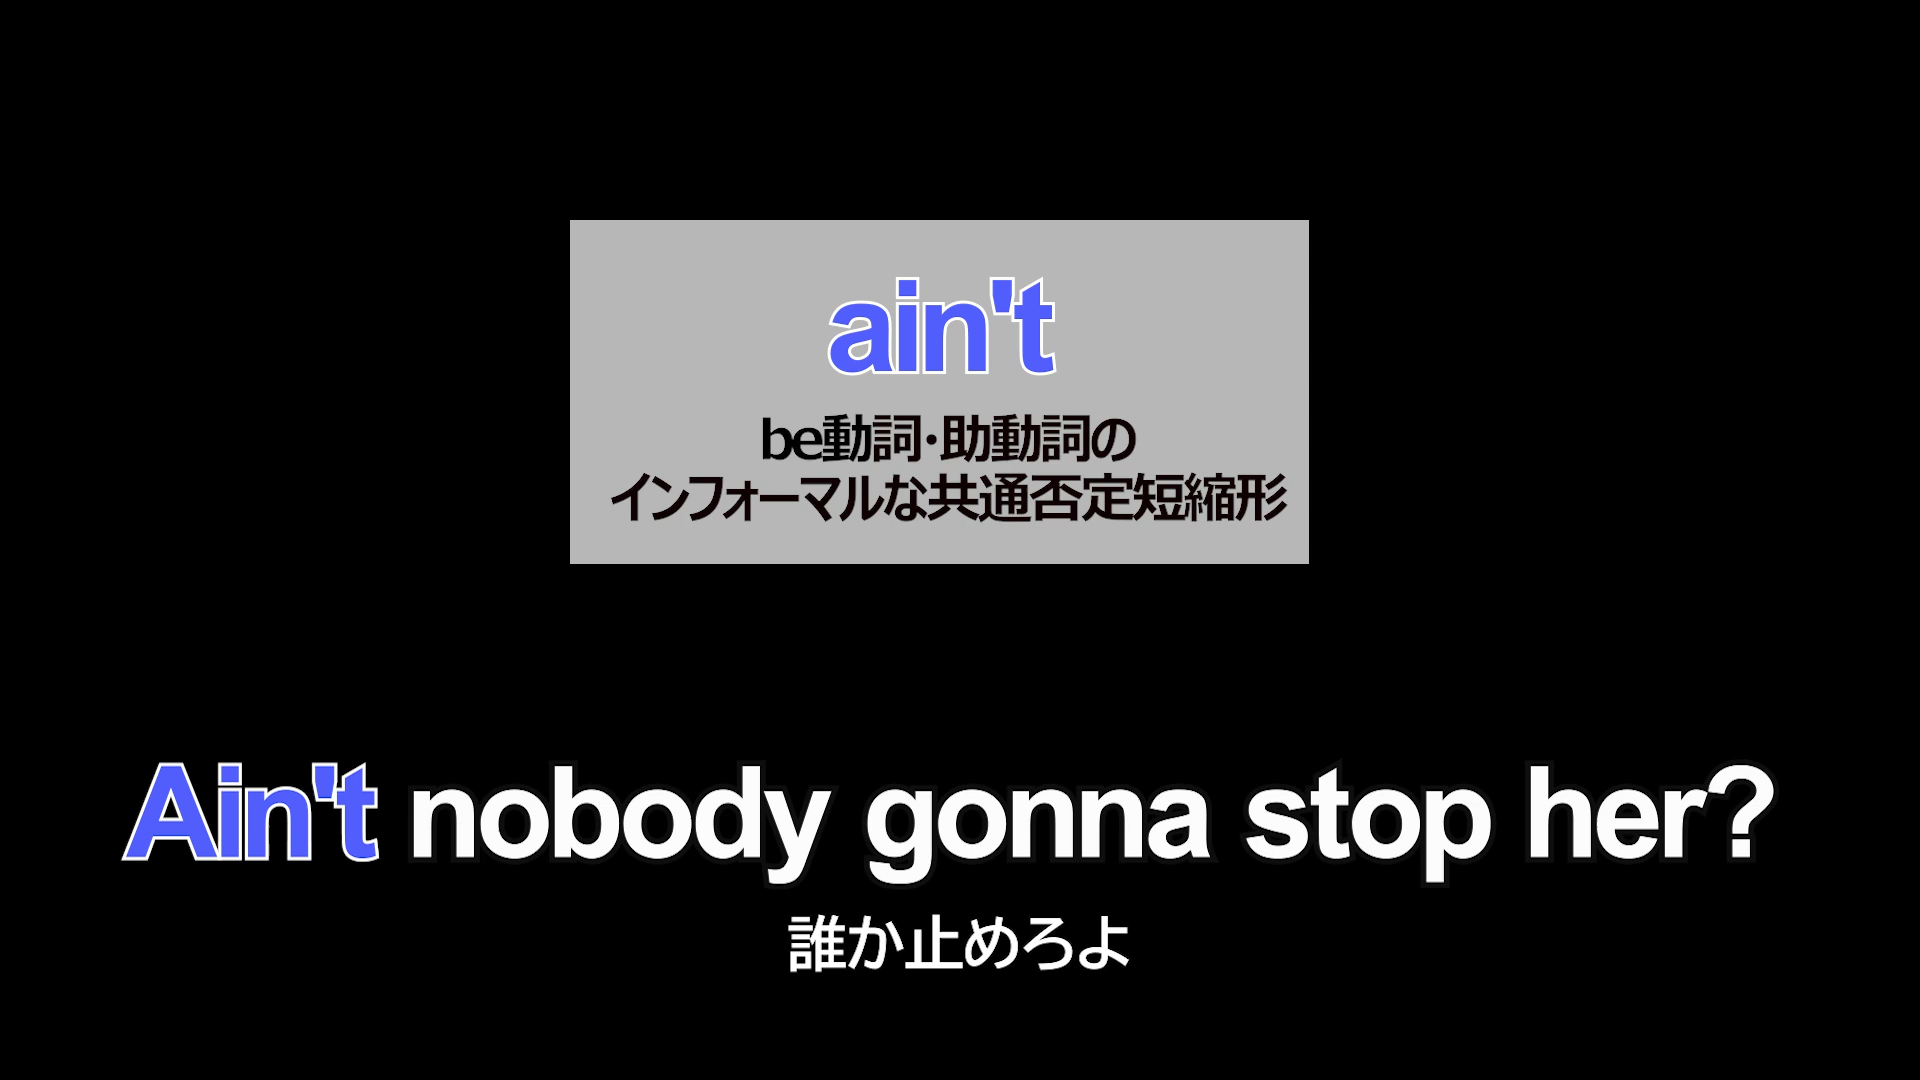 ain't
be動詞・助動詞の
インフォーマルな共通否定短縮形
Ain't nobody gonna stop her?
誰か止めろよ